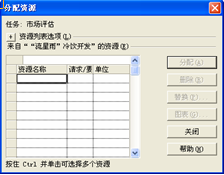 分配资源
任务: 市场评估
+ 资源列表选项(L)
来自““流星雨”冷饮开发”的资源(R)
资源名称 请求/要 单位
分配(A)
删除(R)
替换(P)
图表(G)
关闭
帮助(H)
按住 Ctrl 并单击可选择多个资源